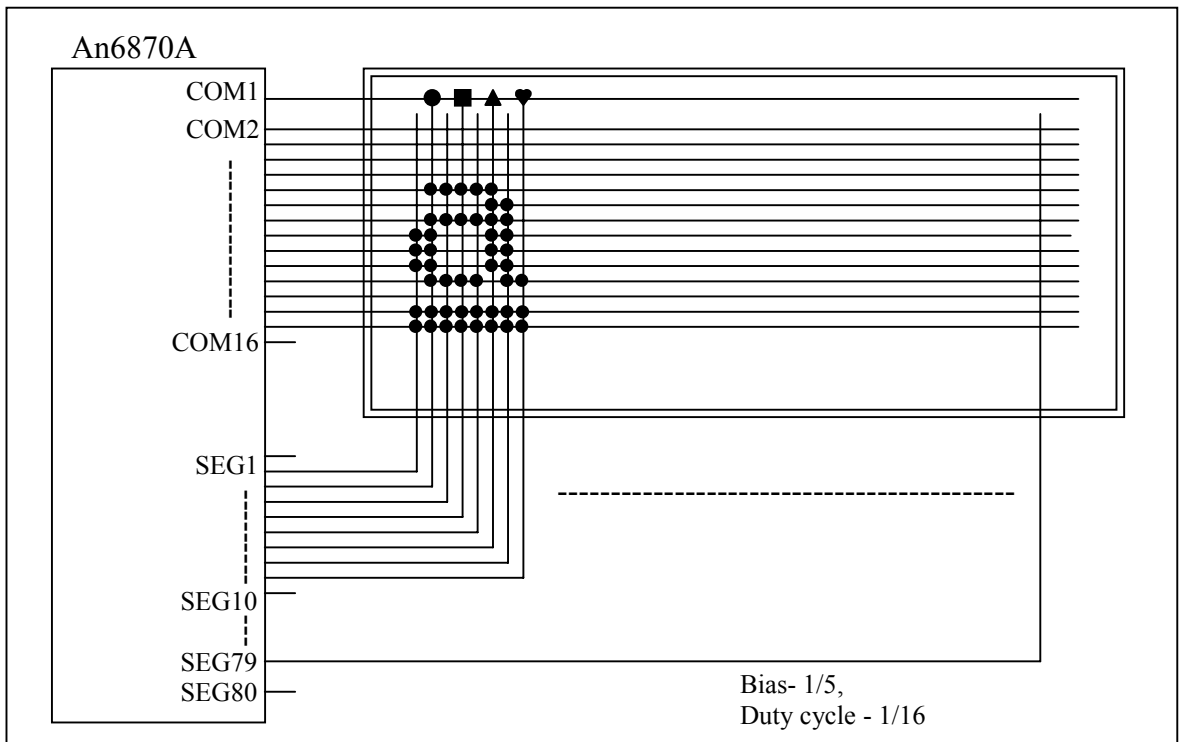 An6870A
COM1
COM2
COM16
SEG1
SEG10
SEG79
SEG80
Bias- 1/5,
Duty cycle - 1/16